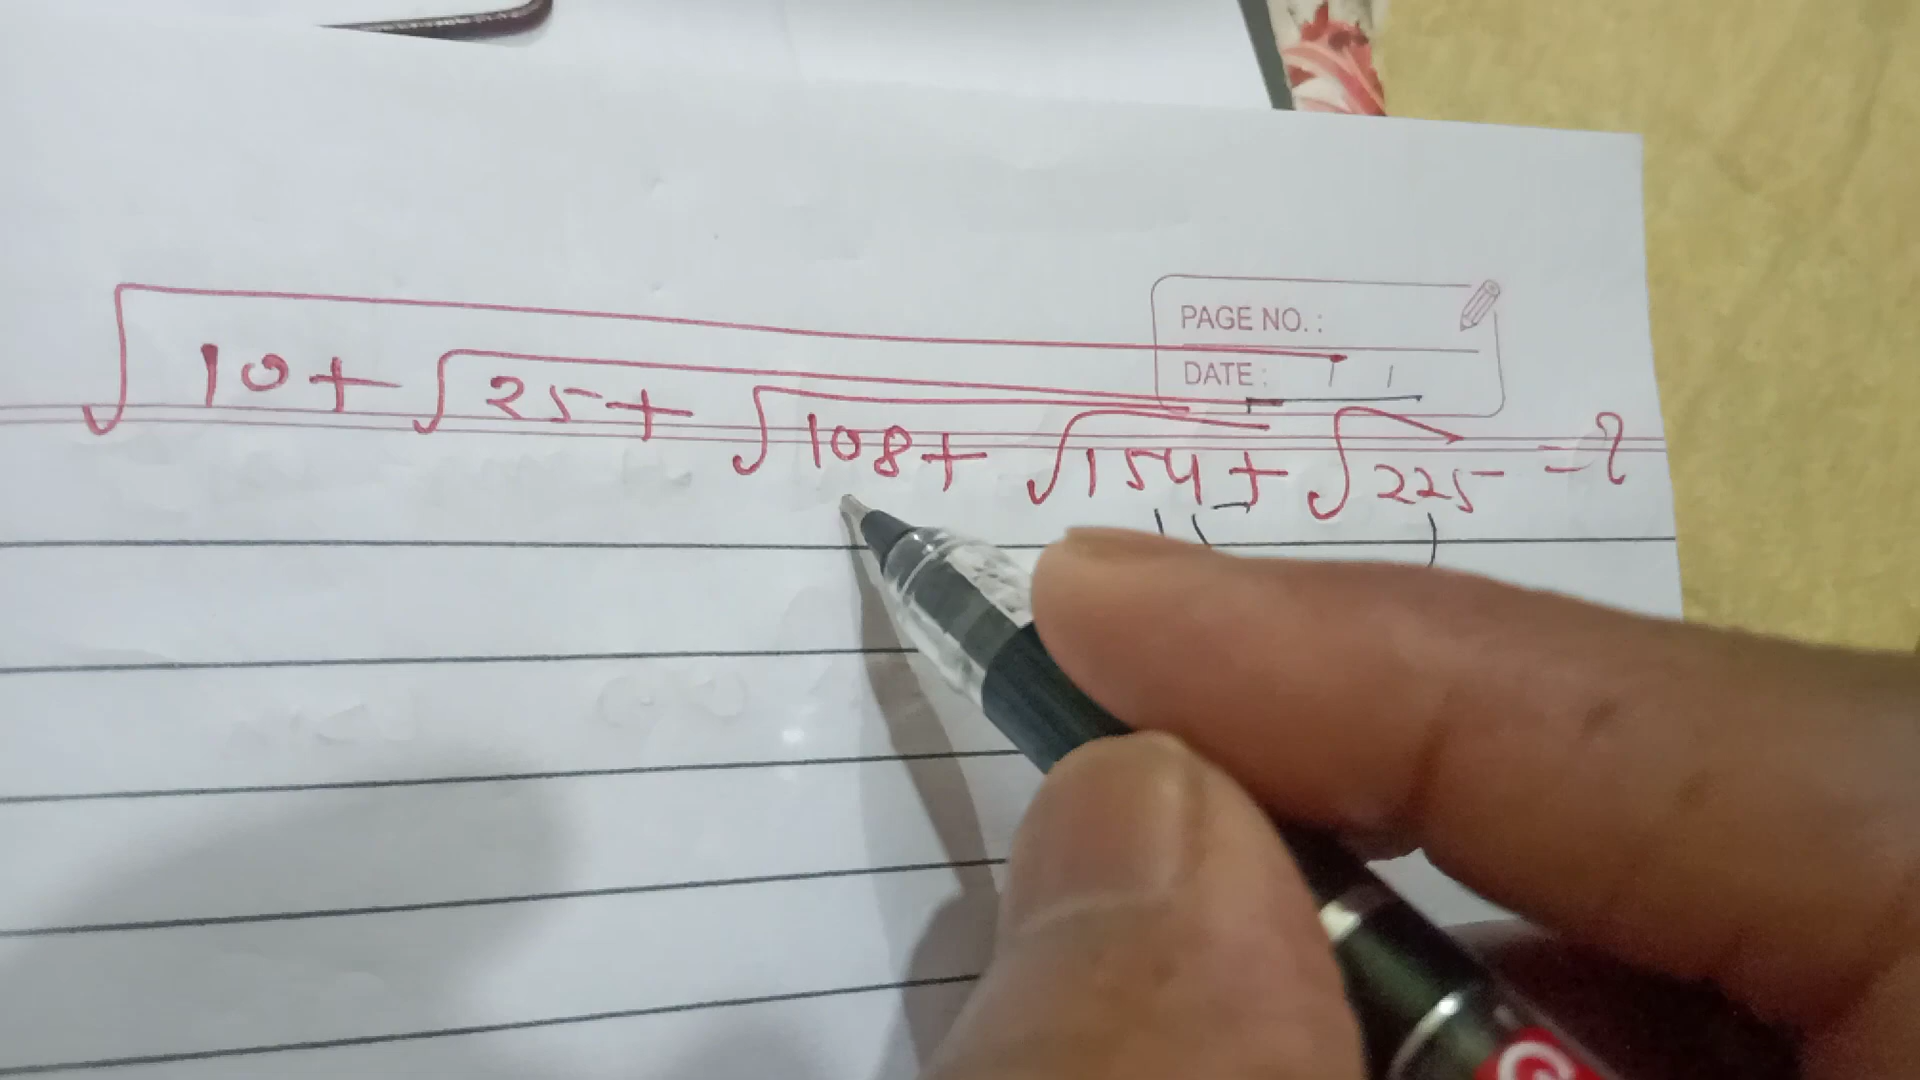 PAGE NO. :
DATE : / /
√10+√25+√108+√154+√225 = ?